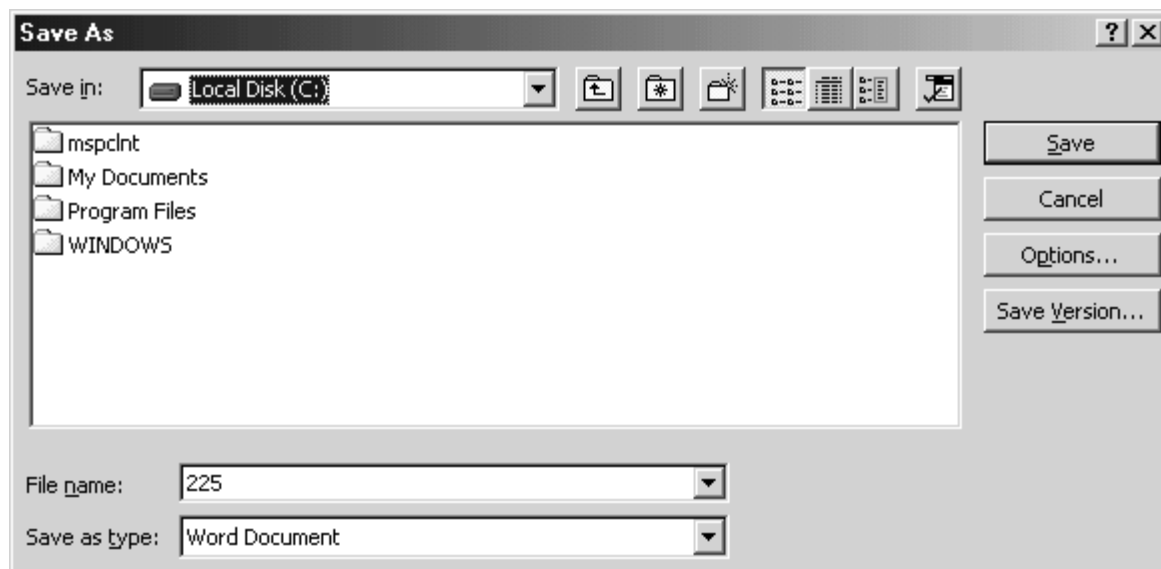 Save As
Save in:
Local Disk (C:)
mspclnt
My Documents
Program Files
WINDOWS
Save
Cancel
Options...
Save Version...
File name:
225
Save as type:
Word Document